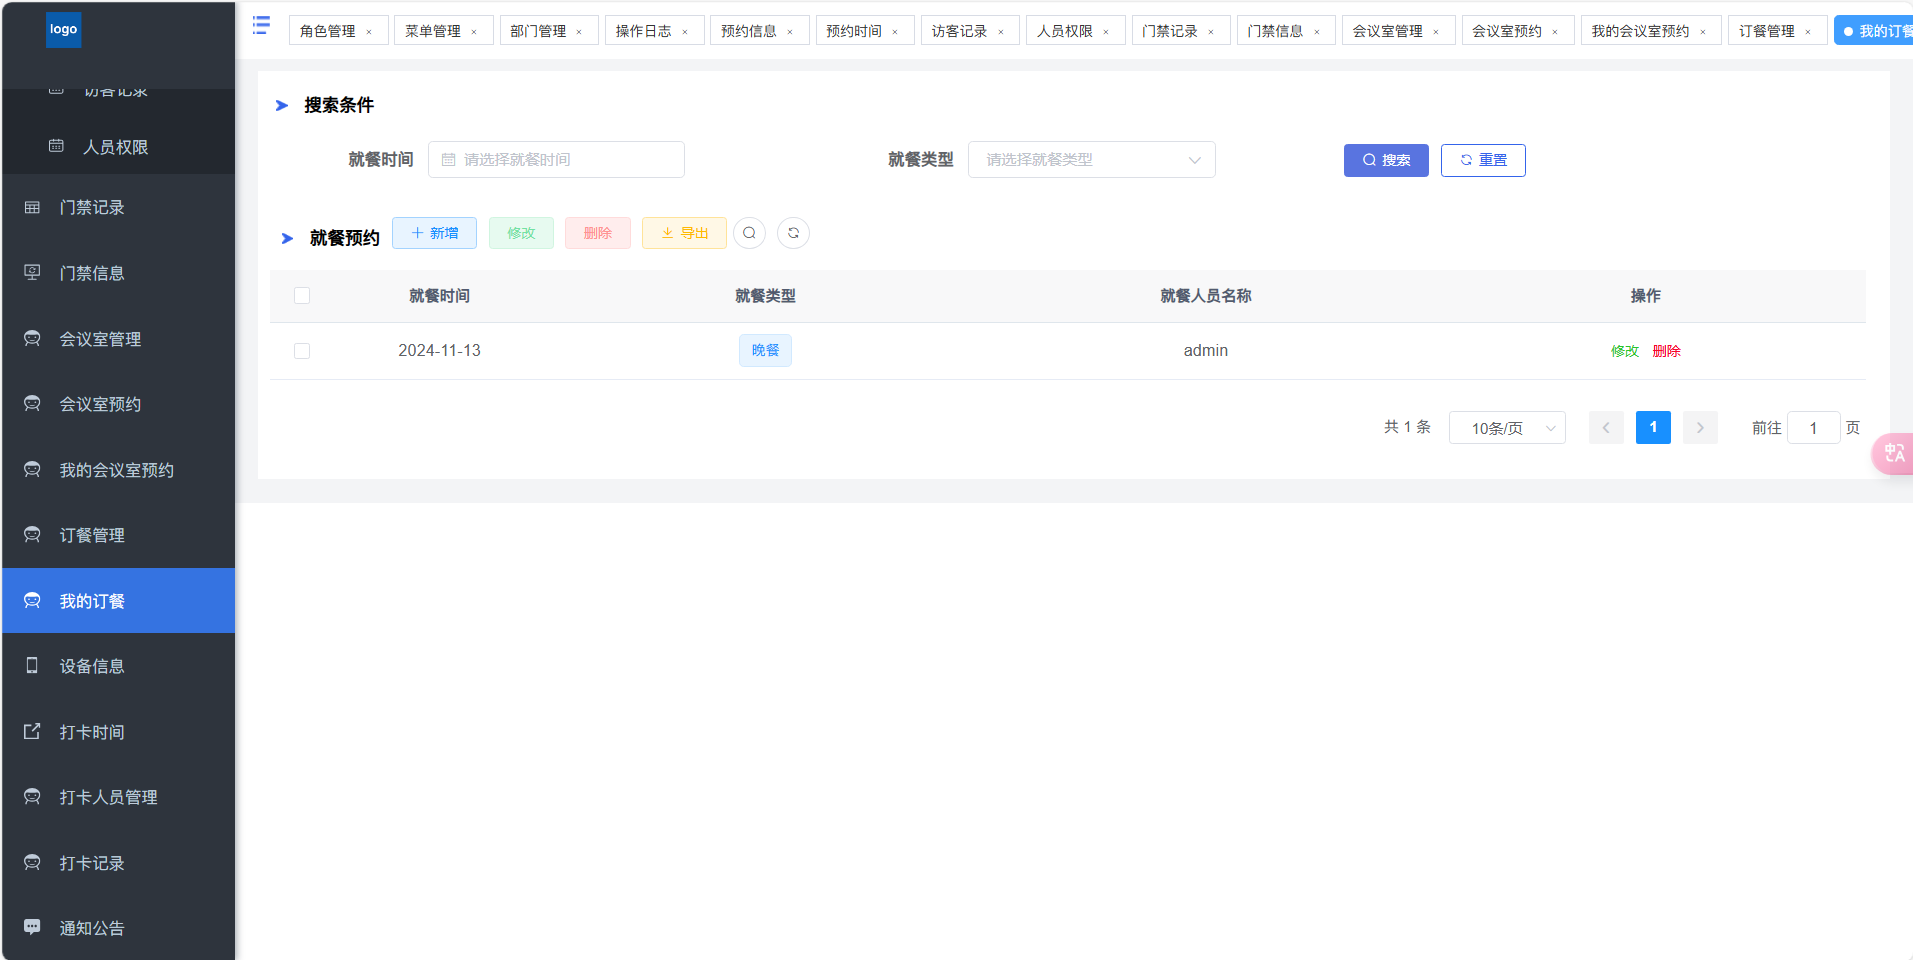 logo
角色管理 ×
菜单管理 ×
部门管理 ×
操作日志 ×
预约信息 ×
预约时间 ×
访客记录 ×
人员权限 ×
门禁记录 ×
门禁信息 ×
会议室管理 ×
会议室预约 ×
我的会议室预约 ×
订餐管理 ×
我的订餐
访客记录
人员权限
门禁记录
门禁信息
会议室管理
会议室预约
我的会议室预约
订餐管理
我的订餐
设备信息
打卡时间
打卡人员管理
打卡记录
通知公告
搜索条件
就餐时间 请选择就餐时间 就餐类型 请选择就餐类型 搜索 重置
就餐预约 新增 修改 删除 导出
就餐时间 就餐类型 就餐人员名称 操作
2024-11-13 晚餐 admin 修改 删除
共 1 条 10条/页 1 前往 1 页